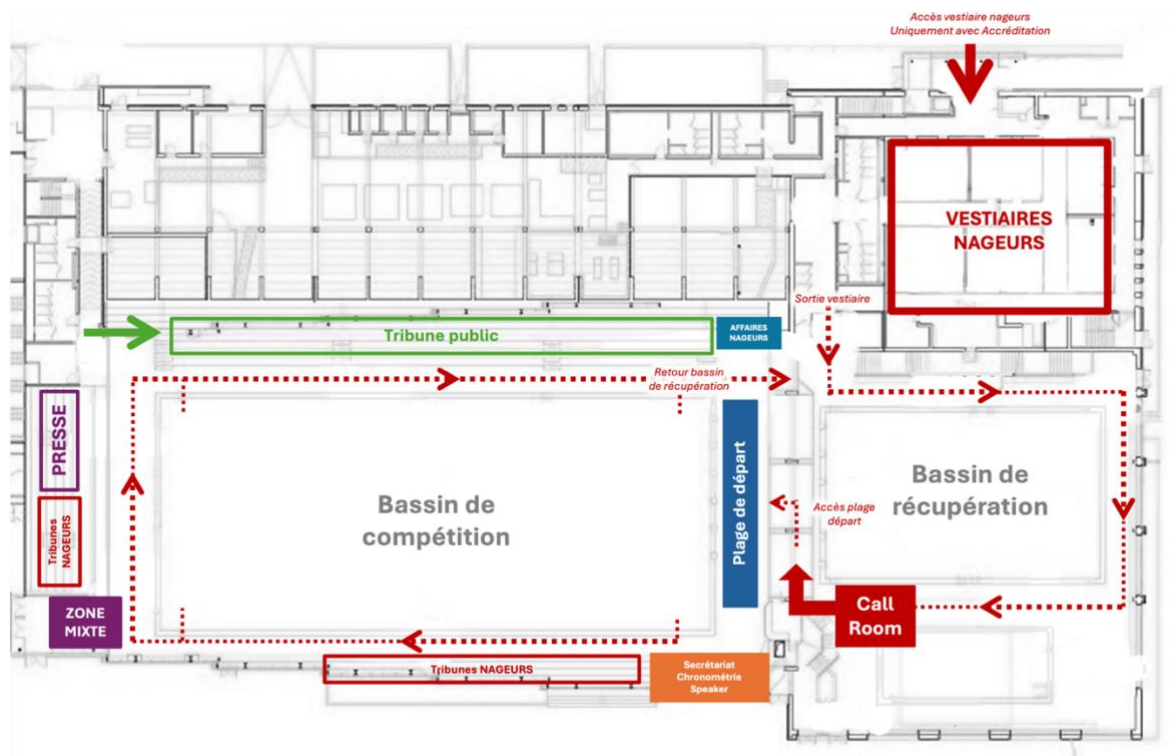 Accès vestiaire nageurs
Uniquement avec Accréditation
VESTIAIRES
NAGEURS
Sortie vestiaire
Tribune public
AFFAIRES
NAGEURS
Retour bassin
de récupération
PRESSE
Tribunes
NAGEURS
ZONE
MIXTE
Bassin de
compétition
Plage de départ
Accès plage
départ
Bassin de
récupération
Call
Room
Tribunes NAGEURS
Secrétariat
Chronométrie
Speaker